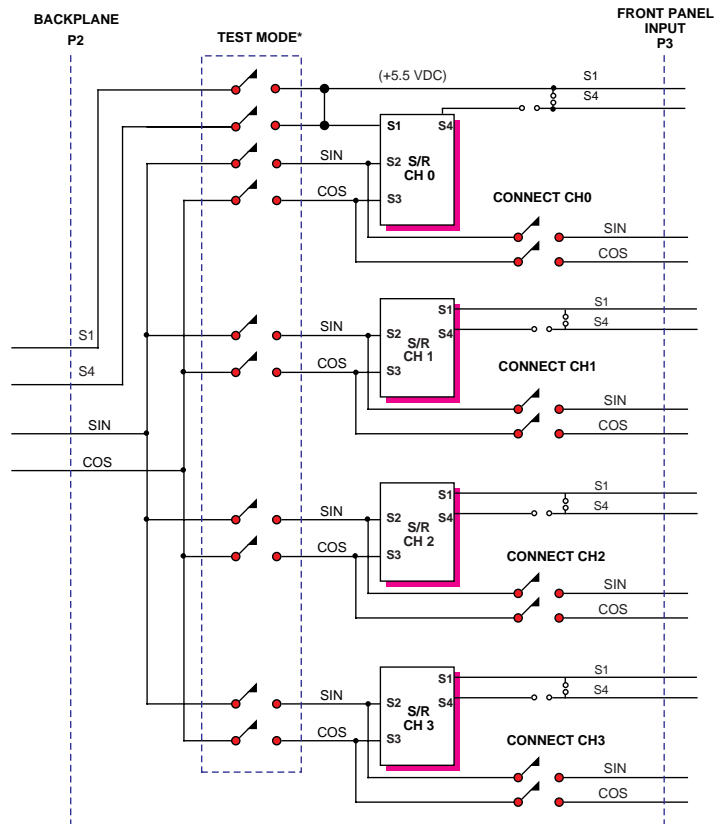 BACKPLANE
P2
TEST MODE*
FRONT PANEL
INPUT
P3
(+5.5 VDC)
S1
S4
S1
S4
S2
S/R
CH 0
S3
SIN
COS
CONNECT CH0
SIN
COS
S1
S4
SIN
COS
SIN
COS
S1
S2
S/R
S4
CH 1
S3
S1
S4
CONNECT CH1
SIN
COS
SIN
COS
S1
S2
S/R
S4
CH 2
S3
S1
S4
CONNECT CH2
SIN
COS
SIN
COS
S1
S2
S/R
S4
CH 3
S3
S1
S4
CONNECT CH3
SIN
COS